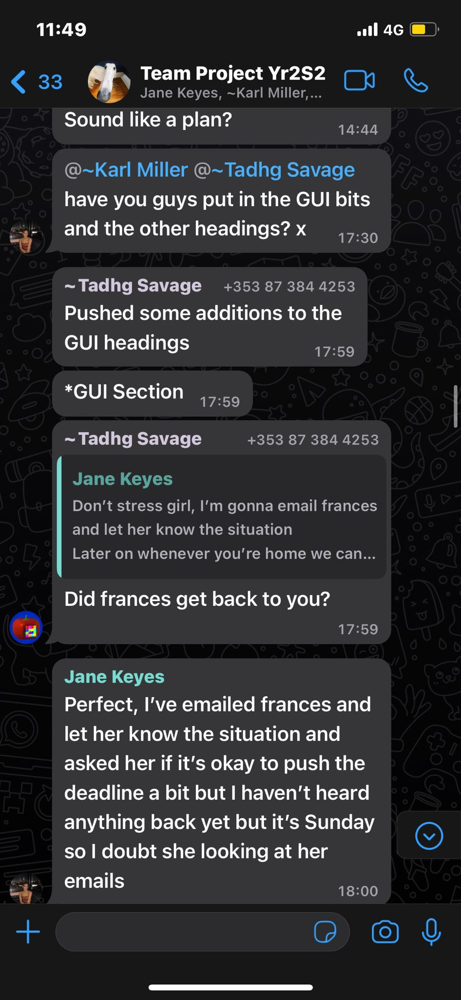 11:49
4G
33
Team Project Yr2S2
Jane Keyes, ~Karl Miller,...
Sound like a plan?
14:44
@~Karl Miller @~Tadhg Savage
have you guys put in the GUI bits
and the other headings? x
17:30
~Tadhg Savage +353 87 384 4253
Pushed some additions to the
GUI headings
17:59
*GUI Section
17:59
~Tadhg Savage +353 87 384 4253
Jane Keyes
Don't stress girl, I'm gonna email frances
and let her know the situation
Later on whenever you're home we can...
Did frances get back to you?
17:59
Jane Keyes
Perfect, I've emailed frances and
let her know the situation and
asked her if it's okay to push the
deadline a bit but I haven't heard
anything back yet but it's Sunday
so I doubt she looking at her
emails
18:00